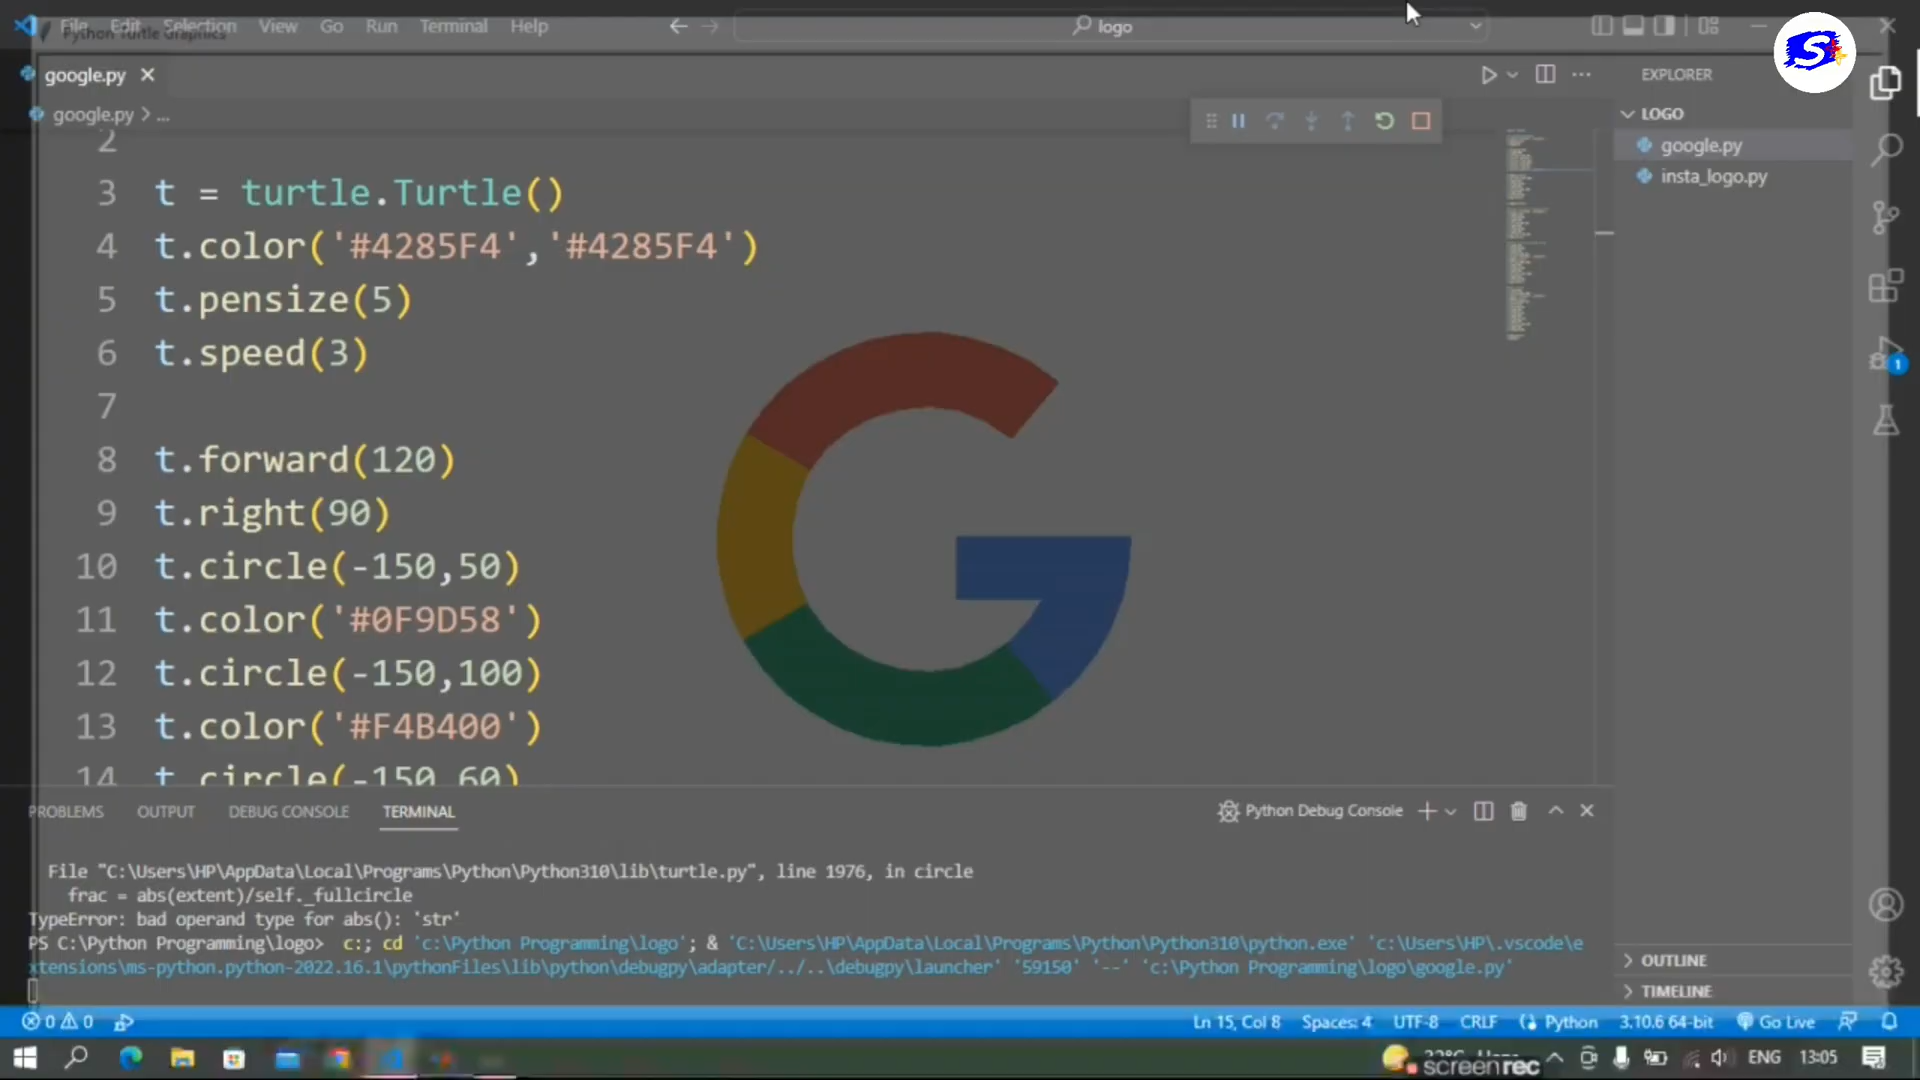 File Edit Selection View Go Run Terminal Help
logo
Python Turtle Graphics
google.py
EXPLORER
google.py > ...
LOGO
google.py
insta_logo.py
2
3 t = turtle.Turtle()
4 t.color('#4285F4','#4285F4')
5 t.pensize(5)
6 t.speed(3)
7
8 t.forward(120)
9 t.right(90)
10 t.circle(-150,50)
11 t.color('#0F9D58')
12 t.circle(-150,100)
13 t.color('#F4B400')
14 t.circle(-150,60)
1
PROBLEMS OUTPUT DEBUG CONSOLE TERMINAL
Python Debug Console
File "C:\Users\HP\AppData\Local\Programs\Python\Python310\lib\turtle.py", line 1976, in circle
frac = abs(extent)/self._fullcircle
TypeError: bad operand type for abs(): 'str'
PS C:\Python Programming\logo> c:; cd 'c:\Python Programming\logo'; & 'C:\Users\HP\AppData\Local\Programs\Python\Python310\python.exe' 'c:\Users\HP\.vscode\e
xtensions\ms-python.python-2022.16.1\pythonFiles\lib\python\debugpy\adapter/../..\debugpy\launcher' '59150' '--' 'c:\Python Programming\logo\google.py'
OUTLINE
TIMELINE
0 0
Ln 15, Col 8 Spaces: 4 UTF-8 CRLF Python 3.10.6 64-bit Go Live
ENG 13:05
screenrec